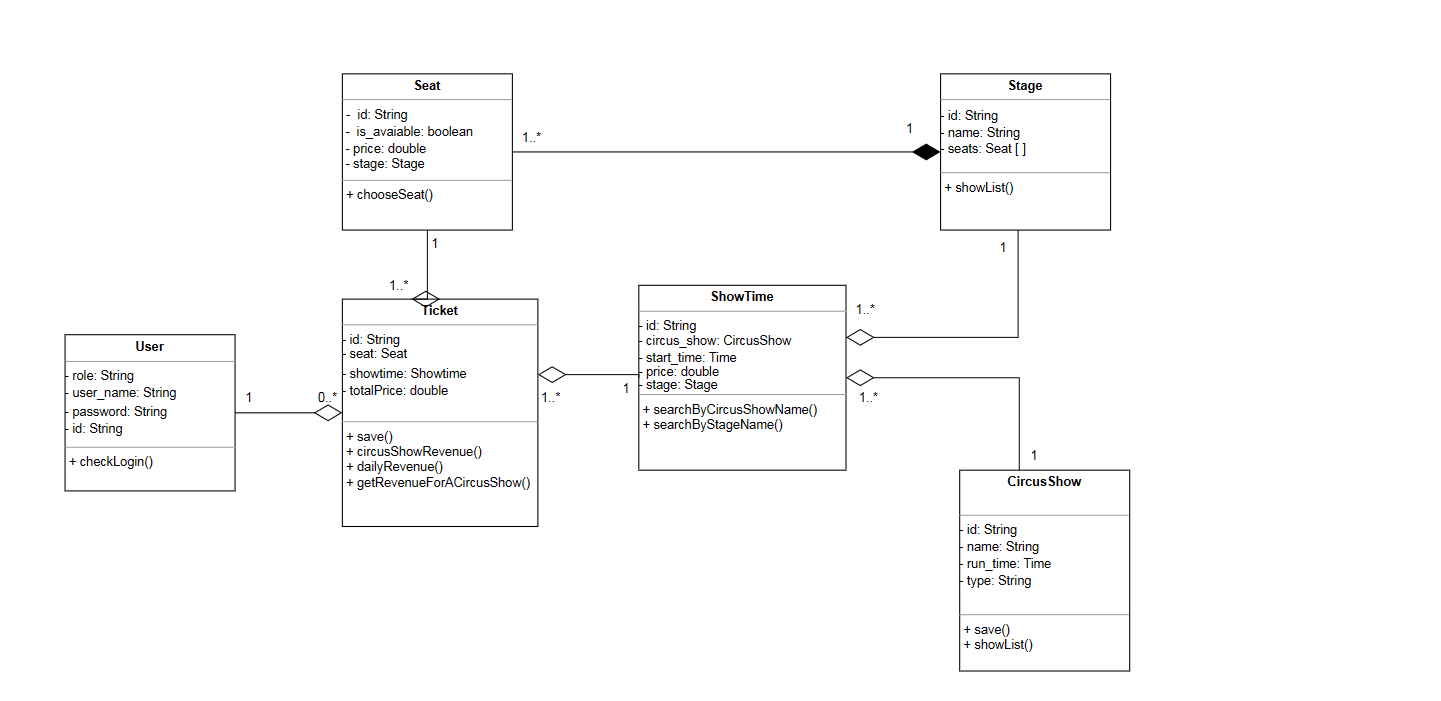 Seat
- id: String
- is_avaiable: boolean
- price: double
- stage: Stage
+ chooseSeat()
1..*
1
Stage
- id: String
- name: String
- seats: Seat [ ]
+ showList()
1
1..*
1
1..*
Ticket
- id: String
- seat: Seat
- showtime: Showtime
- totalPrice: double
+ save()
+ circusShowRevenue()
+ dailyRevenue()
+ getRevenueForACircusShow()
User
- role: String
- user_name: String
- password: String
- id: String
+ checkLogin()
1
0..*
1..*
1
ShowTime
- id: String
- circus_show: CircusShow
- start_time: Time
- price: double
- stage: Stage
+ searchByCircusShowName()
+ searchByStageName()
1..*
1
CircusShow
- id: String
- name: String
- run_time: Time
- type: String
+ save()
+ showList()